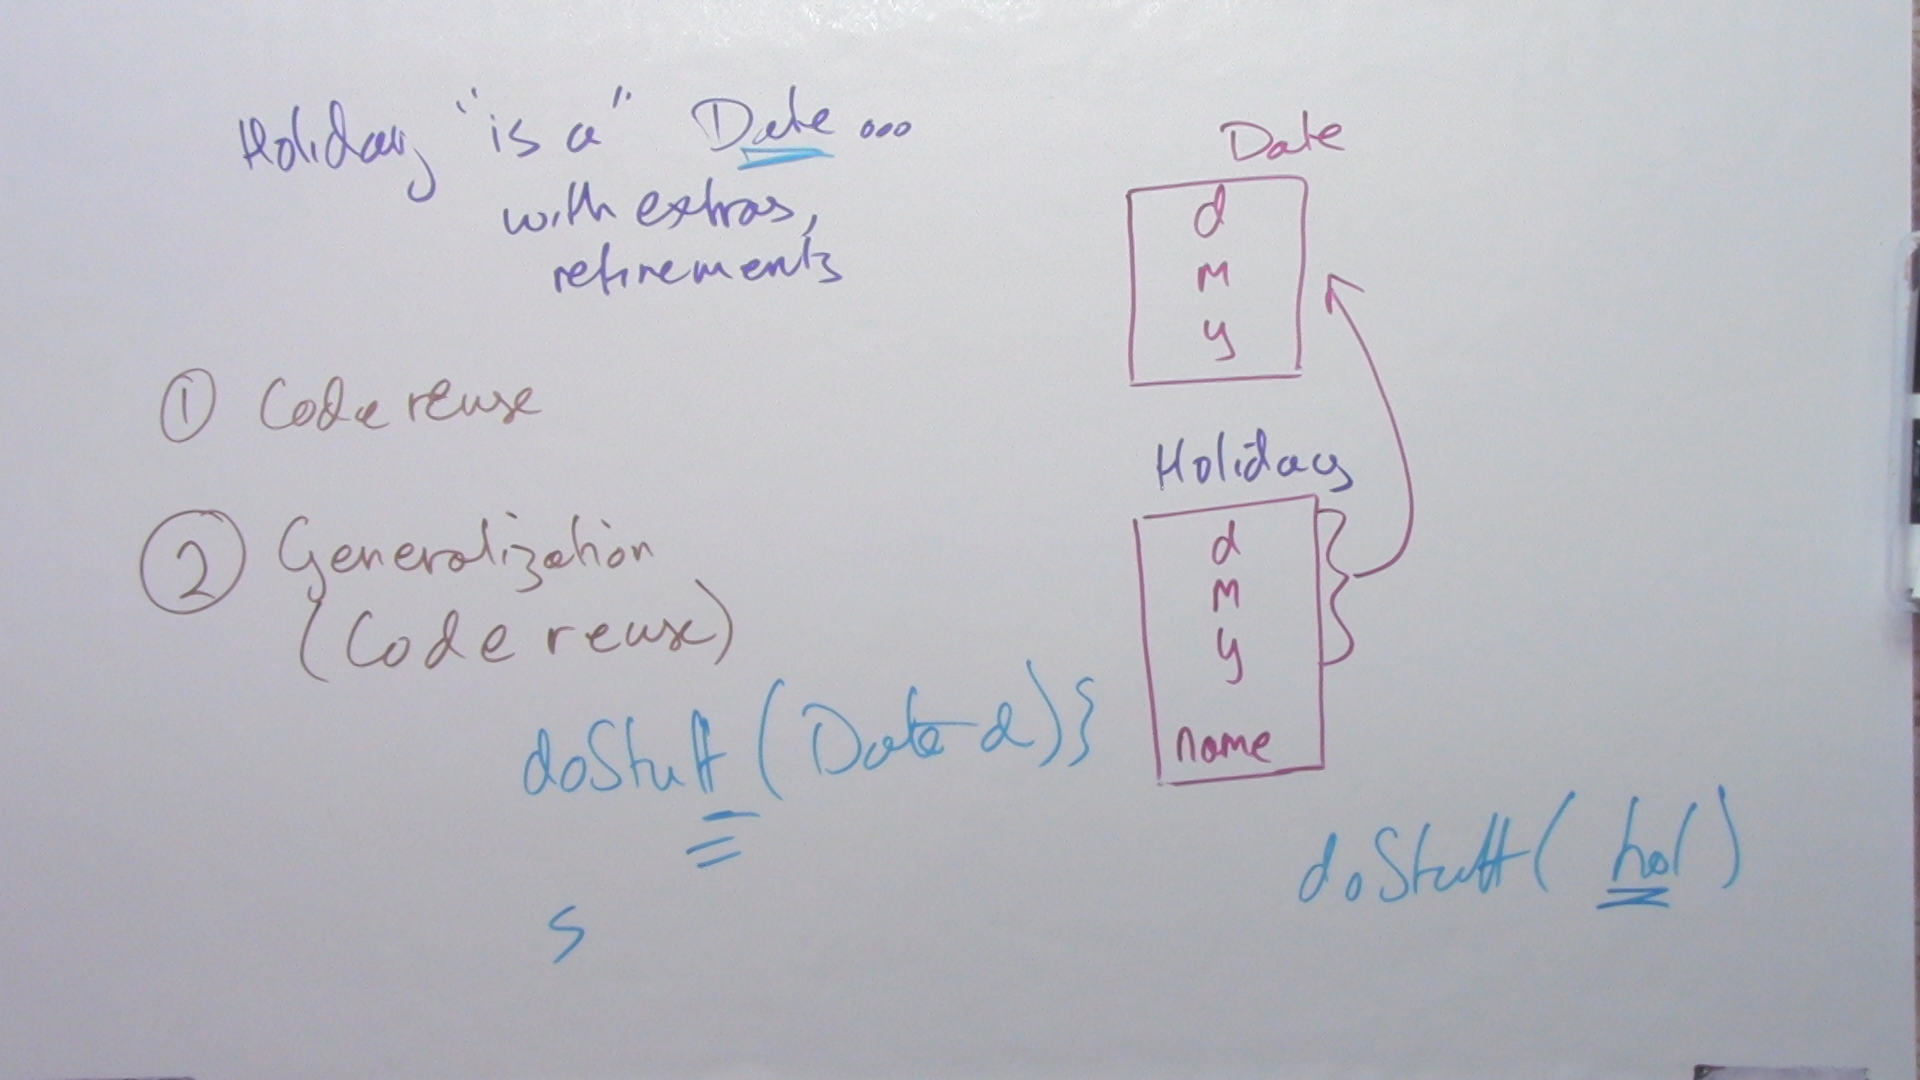 Holiday "is a" Date...
with extras,
refinements
① Code reuse
② Generalization
(Code reuse)
doStuff (Date d) }
Date
d
m
y
Holiday
d
m
y
name
doStuff( hol )